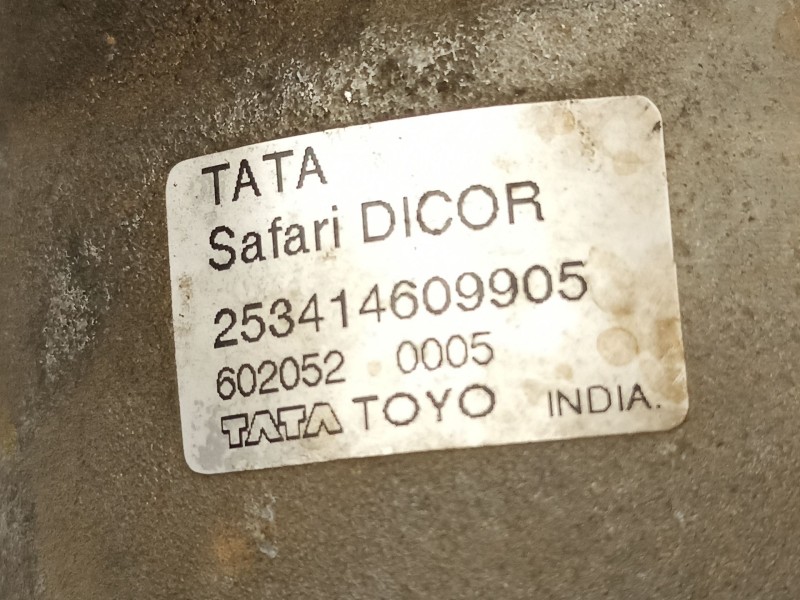 TATA
Safari DICOR
253414609905
602052 0005
TATA TOYO INDIA.